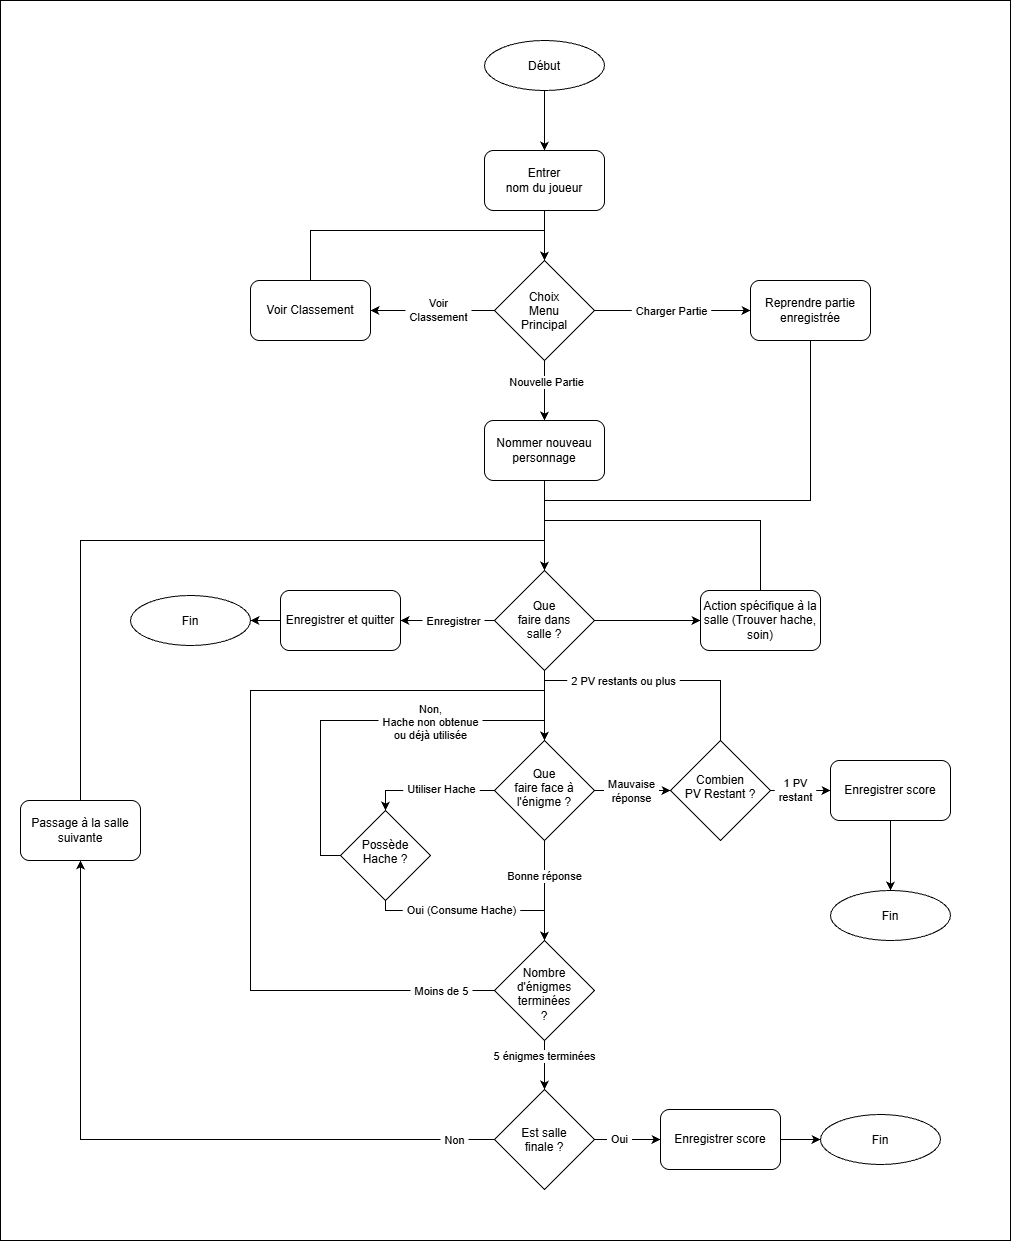 Début
Entrer
nom du joueur
Choix
Menu
Principal
Voir
Classement
Voir Classement
Charger Partie
Reprendre partie
enregistrée
Nouvelle Partie
Nommer nouveau
personnage
Que
faire dans
salle ?
Enregistrer
Enregistrer et quitter
Fin
Action spécifique à la
salle (Trouver hache,
soin)
2 PV restants ou plus
Non,
Hache non obtenue
ou déjà utilisée
Que
faire face à
l'énigme ?
Utiliser Hache
Mauvaise
réponse
Combien
PV Restant ?
1 PV
restant
Enregistrer score
Passage à la salle
suivante
Possède
Hache ?
Bonne réponse
Oui (Consume Hache)
Fin
Nombre
d'énigmes
terminées
?
Moins de 5
5 énigmes terminées
Est salle
finale ?
Non
Oui
Enregistrer score
Fin